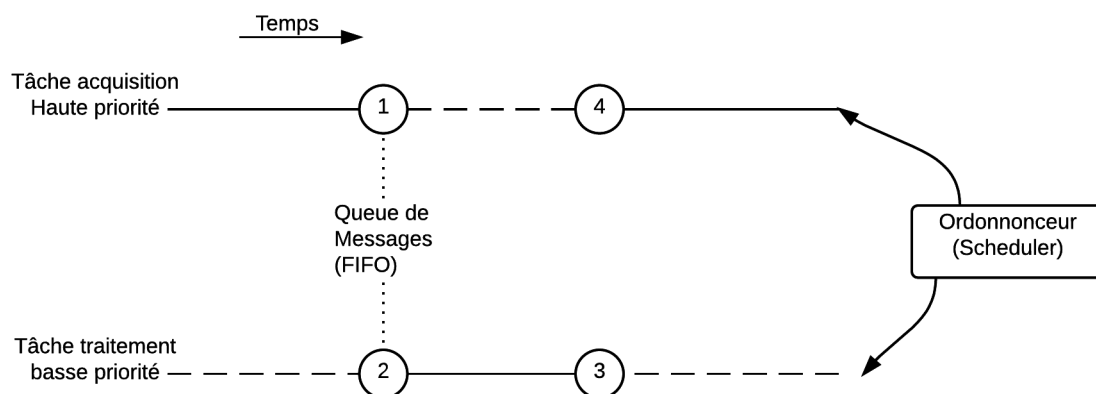 Temps
Tâche acquisition
Haute priorité
1
4
Queue de
Messages
(FIFO)
Ordonnonceur
(Scheduler)
Tâche traitement
basse priorité
2
3